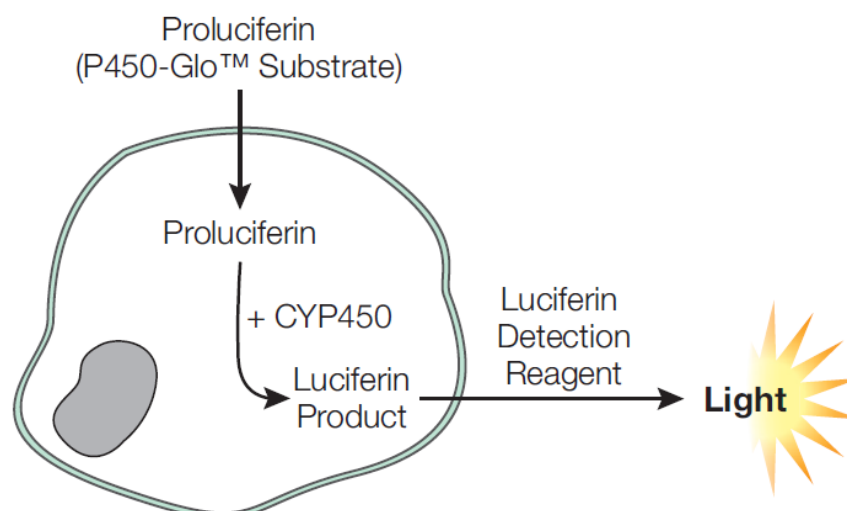 Proluciferin
(P450-Glo™ Substrate)
Proluciferin
+ CYP450
Luciferin
Product
Luciferin
Detection
Reagent
Light